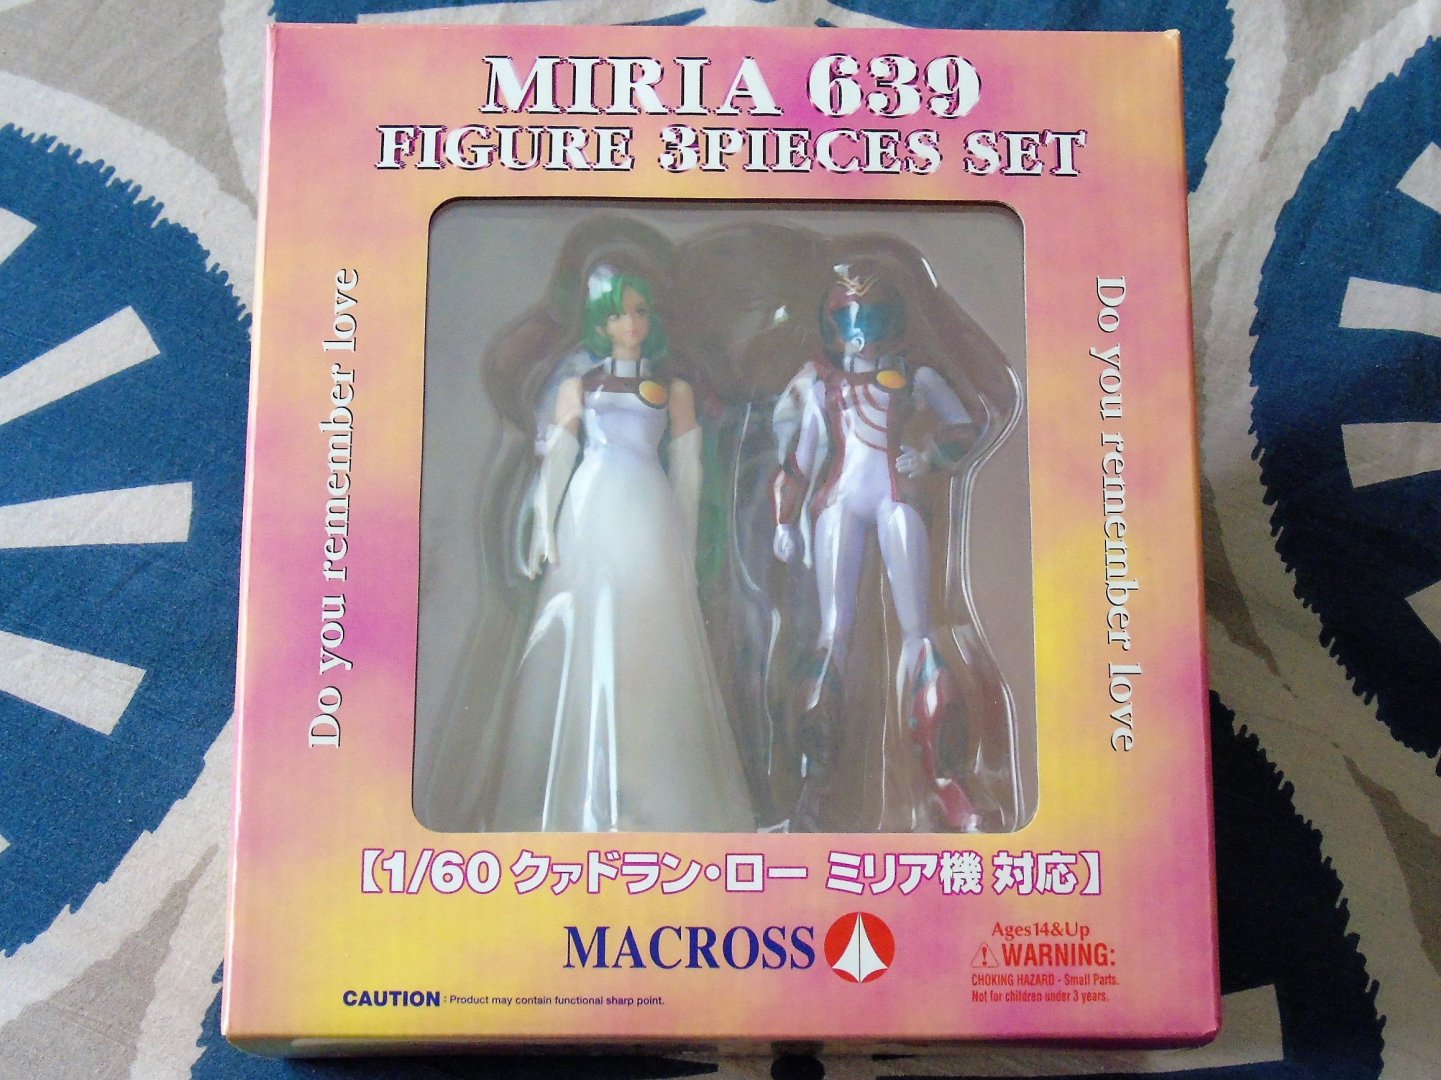 MIRIA 639
FIGURE 3PIECES SET
Do you remember love
Do you remember love
【1/60 クァドラン・ロー ミリア機 対応】
MACROSS
Ages14&Up
WARNING:
CHOKING HAZARD - Small Parts.
Not for children under 3 years.
CAUTION : Product may contain functional sharp point.